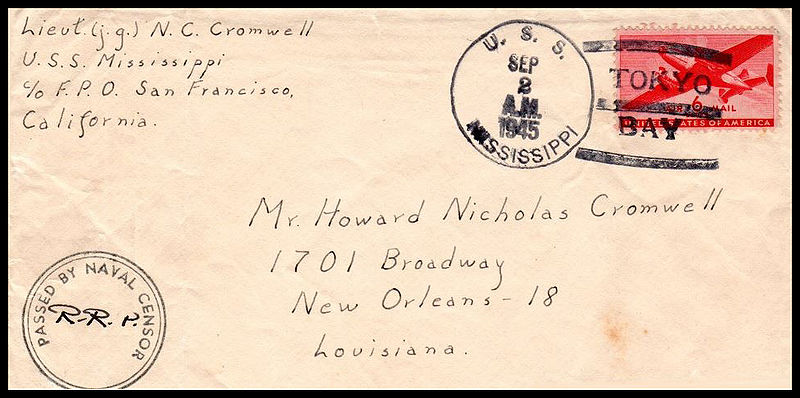 Lieut. (j.g.) N. C. Cromwell
U.S.S. Mississippi
c/o F.P.O. San Francisco,
California.
U. S. S.
SEP
2
A.M.
1945
MISSISSIPPI
TOKYO
BAY
AIR MAIL
UNITED STATES OF AMERICA
Mr. Howard Nicholas Cromwell
1701 Broadway
New Orleans - 18
Louisiana.
PASSED BY NAVAL CENSOR
R.R.P.